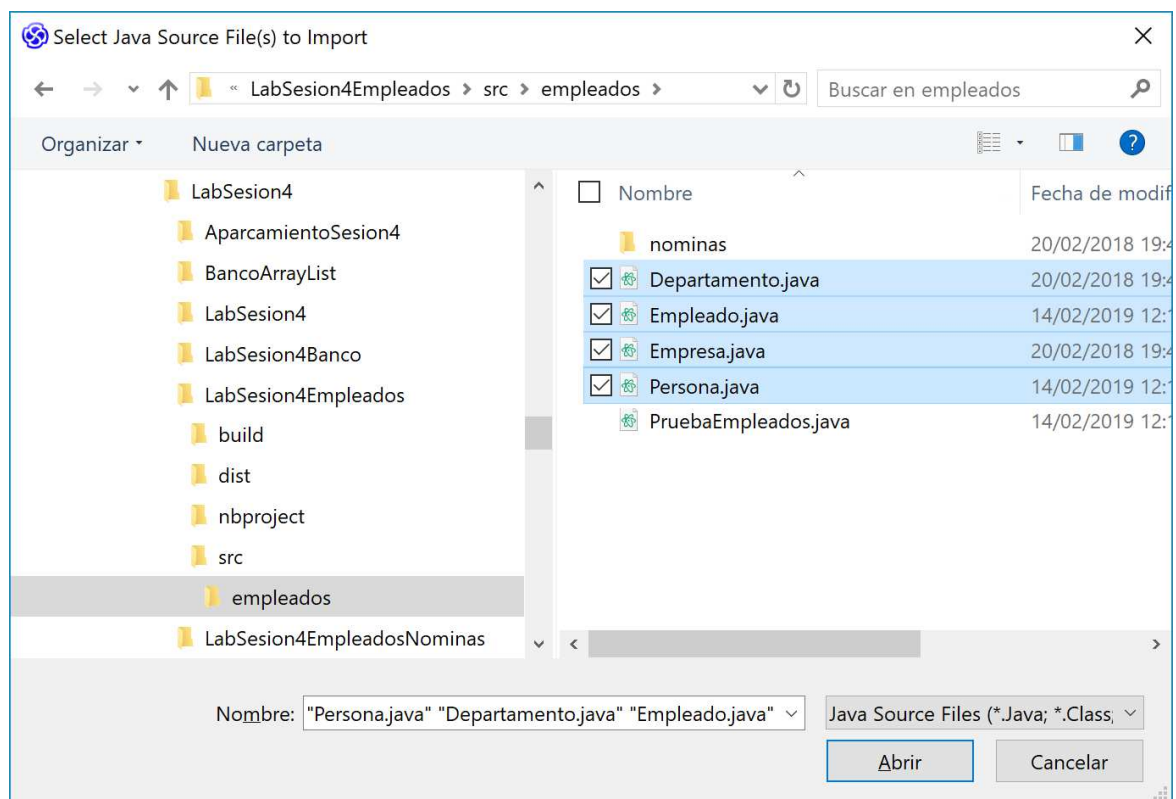 Select Java Source File(s) to Import
« LabSesion4Empleados > src > empleados >
Buscar en empleados
Organizar
Nueva carpeta
?
LabSesion4
AparcamientoSesion4
BancoArrayList
LabSesion4
LabSesion4Banco
LabSesion4Empleados
build
dist
nbproject
src
empleados
LabSesion4EmpleadosNominas
Nombre
Fecha de modif
nominas
20/02/2018 19:4
Departamento.java
20/02/2018 19:4
Empleado.java
14/02/2019 12:1
Empresa.java
20/02/2018 19:4
Persona.java
14/02/2019 12:1
PruebaEmpleados.java
14/02/2019 12:1
Nombre: "Persona.java" "Departamento.java" "Empleado.java"
Java Source Files (*.Java; *.Class;
Abrir
Cancelar